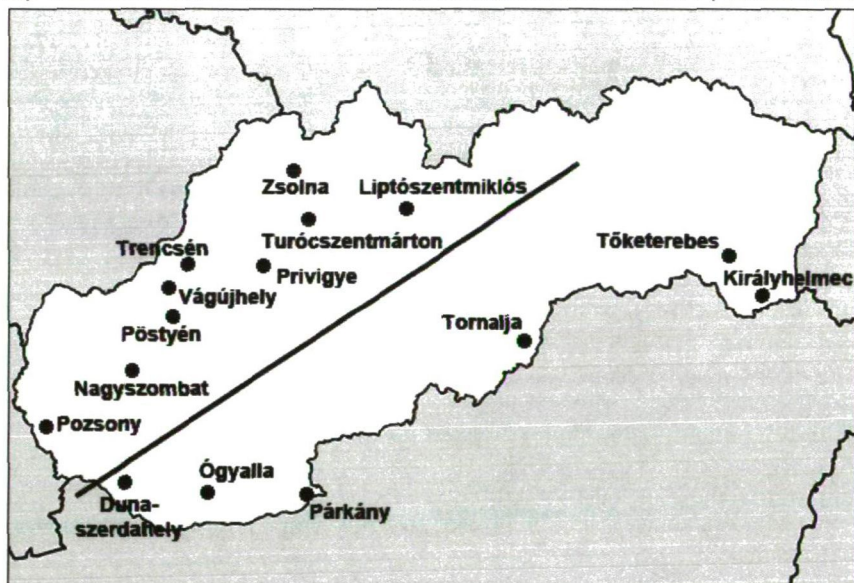 Zsolna
Liptószentmiklós
Turócszentmárton
Trencsén
Privigye
Tőketerebes
Vágújhely
Királyhelmec
Pöstyén
Tornalja
Nagyszombat
Pozsony
Ógyalla
Duna-
szerdahely
Párkány